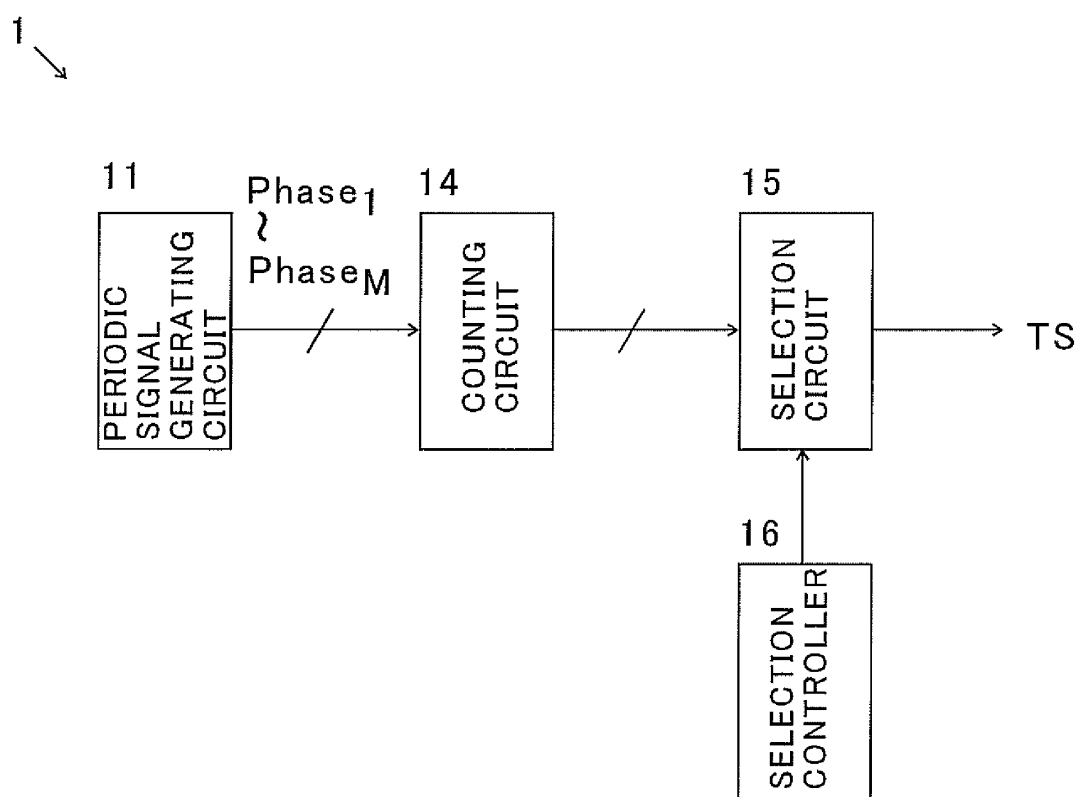 1
11
Phase1
~
PhaseM
14
15
PERIODIC
SIGNAL
GENERATING
CIRCUIT
COUNTING
CIRCUIT
SELECTION
CIRCUIT
TS
16
SELECTION
CONTROLLER